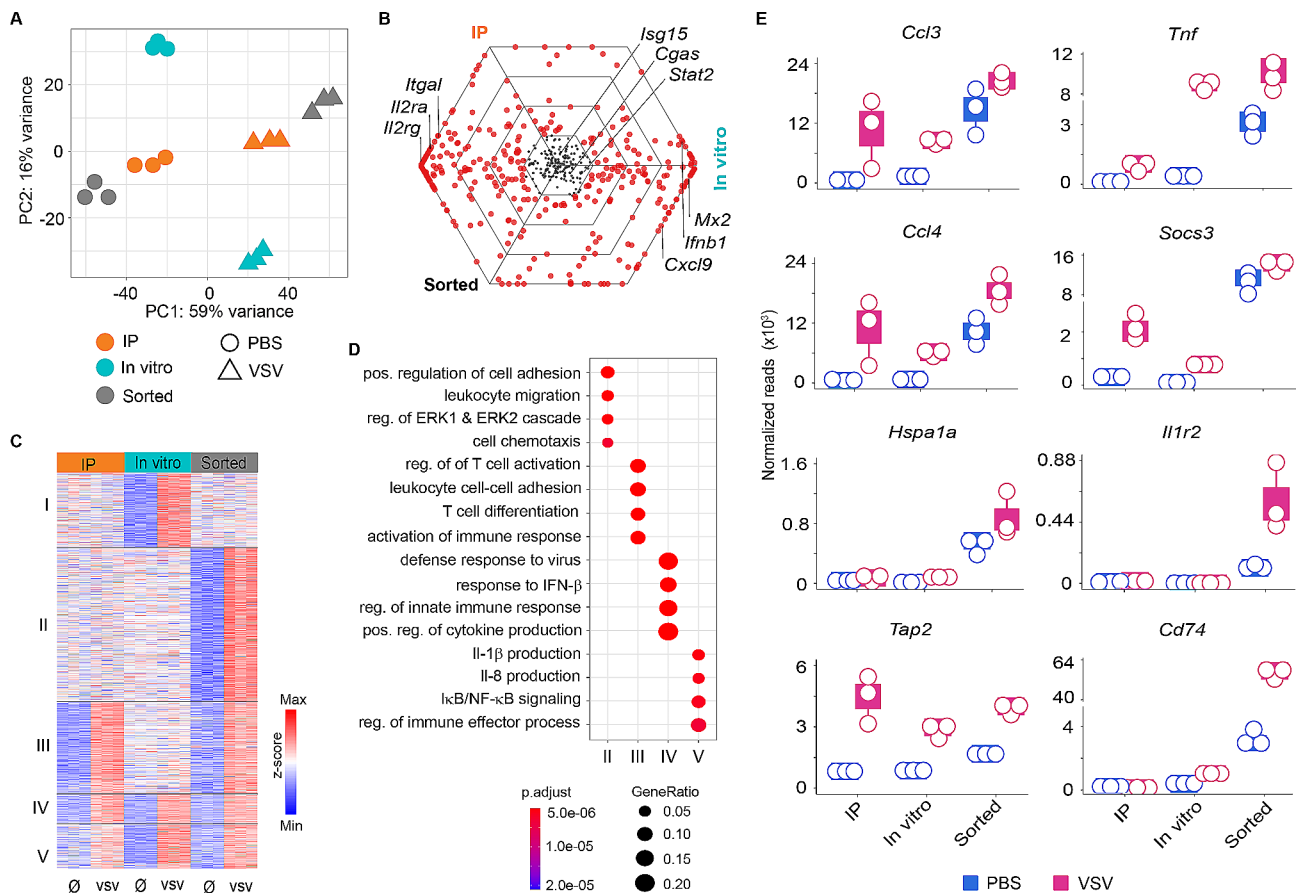 A
PC2: 16% variance
20
0
-20
-40
0
40
PC1: 59% variance
IP
In vitro
Sorted
PBS
VSV
B
IP
In vitro
Sorted
Isg15
Cgas
Stat2
Itgal
Il2ra
Il2rg
Mx2
Ifnb1
Cxcl9
C
IP
In vitro
Sorted
I
II
III
IV
V
Ø
vsv
Ø
vsv
Ø
vsv
Max
z-score
Min
D
pos. regulation of cell adhesion
leukocyte migration
reg. of ERK1 & ERK2 cascade
cell chemotaxis
reg. of of T cell activation
leukocyte cell-cell adhesion
T cell differentiation
activation of immune response
defense response to virus
response to IFN-β
reg. of innate immune response
pos. reg. of cytokine production
Il-1β production
Il-8 production
IκB/NF-κB signaling
reg. of immune effector process
II
III
IV
V
p.adjust
5.0e-06
1.0e-05
2.0e-05
GeneRatio
0.05
0.10
0.15
0.20
E
Normalized reads (x10³)
Ccl3
24
12
0
Tnf
12
8
3
0
Ccl4
24
12
0
Socs3
16
8
2
0
Hspa1a
1.6
0.8
0
Il1r2
0.88
0.44
0
Tap2
6
3
0
IP
In vitro
Sorted
Cd74
64
40
4
0
IP
In vitro
Sorted
PBS
VSV